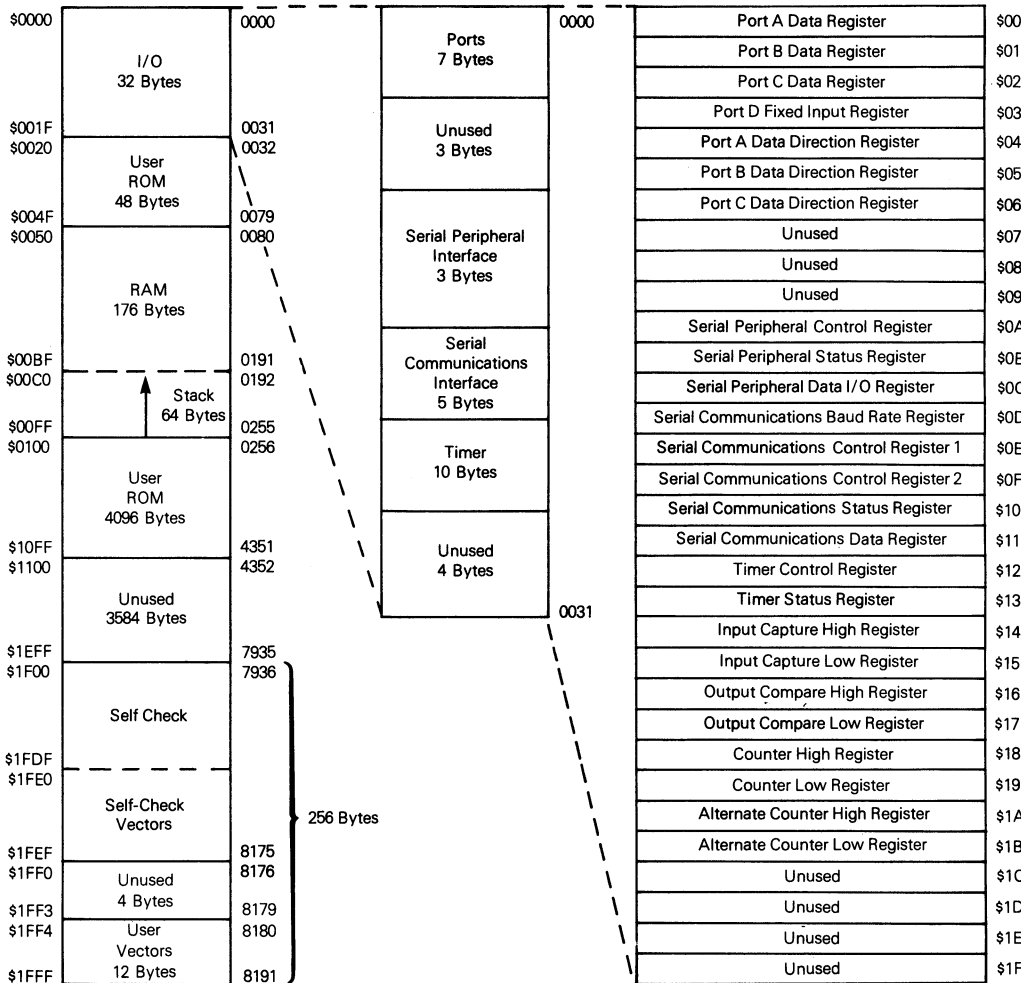 $0000
I/O
32 Bytes
0000
$001F
0031
$0020
0032
User
ROM
48 Bytes
$004F
0079
$0050
0080
RAM
176 Bytes
$00BF
0191
$00C0
0192
Stack
64 Bytes
$00FF
0255
$0100
0256
User
ROM
4096 Bytes
$10FF
4351
$1100
4352
Unused
3584 Bytes
$1EFF
7935
$1F00
7936
Self Check
$1FDF
$1FE0
Self-Check
Vectors
$1FEF
8175
$1FF0
8176
Unused
4 Bytes
$1FF3
8179
$1FF4
8180
User
Vectors
12 Bytes
$1FFF
8191
256 Bytes
0000
Ports
7 Bytes
Unused
3 Bytes
Serial Peripheral
Interface
3 Bytes
Serial
Communications
Interface
5 Bytes
Timer
10 Bytes
Unused
4 Bytes
0031
Port A Data Register $00
Port B Data Register $01
Port C Data Register $02
Port D Fixed Input Register $03
Port A Data Direction Register $04
Port B Data Direction Register $05
Port C Data Direction Register $06
Unused $07
Unused $08
Unused $09
Serial Peripheral Control Register $0A
Serial Peripheral Status Register $0B
Serial Peripheral Data I/O Register $0C
Serial Communications Baud Rate Register $0D
Serial Communications Control Register 1 $0E
Serial Communications Control Register 2 $0F
Serial Communications Status Register $10
Serial Communications Data Register $11
Timer Control Register $12
Timer Status Register $13
Input Capture High Register $14
Input Capture Low Register $15
Output Compare High Register $16
Output Compare Low Register $17
Counter High Register $18
Counter Low Register $19
Alternate Counter High Register $1A
Alternate Counter Low Register $1B
Unused $1C
Unused $1D
Unused $1E
Unused $1F